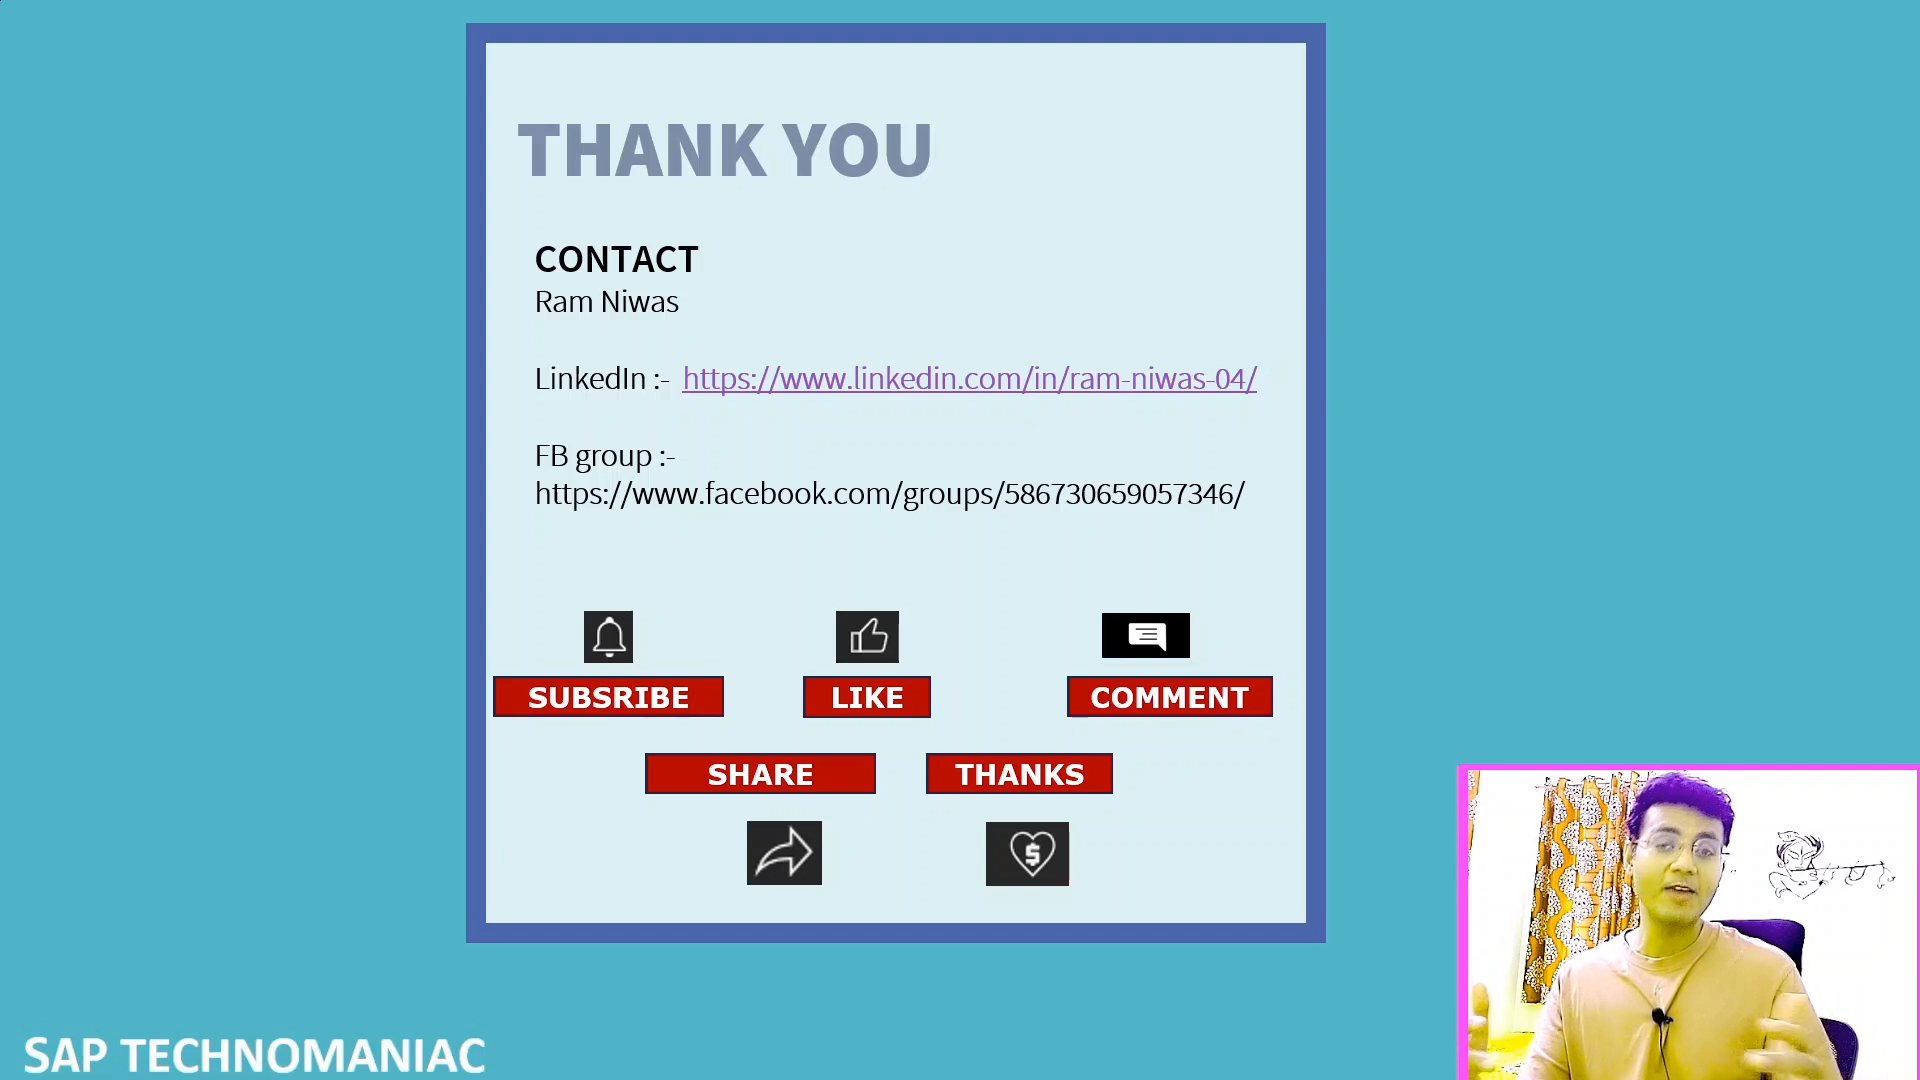 THANK YOU
CONTACT
Ram Niwas
LinkedIn :- https://www.linkedin.com/in/ram-niwas-04/
FB group :-
https://www.facebook.com/groups/586730659057346/
SUBSRIBE
LIKE
COMMENT
SHARE
THANKS
$
SAP TECHNOMANIAC